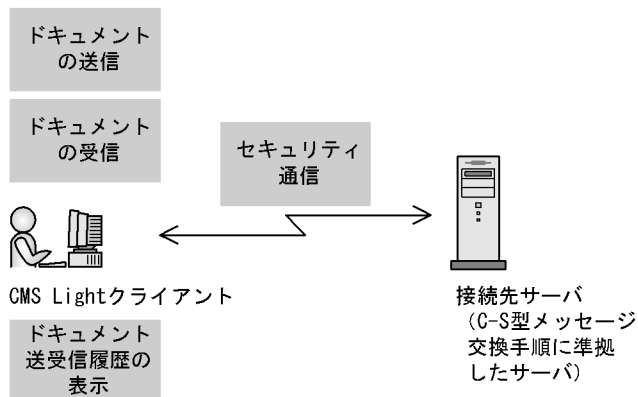 ドキュメント
の送信
ドキュメント
の受信
セキュリティ
通信
CMS Lightクライアント
接続先サーバ
(C-S型メッセージ
交換手順に準拠
したサーバ)
ドキュメント
送受信履歴の
表示